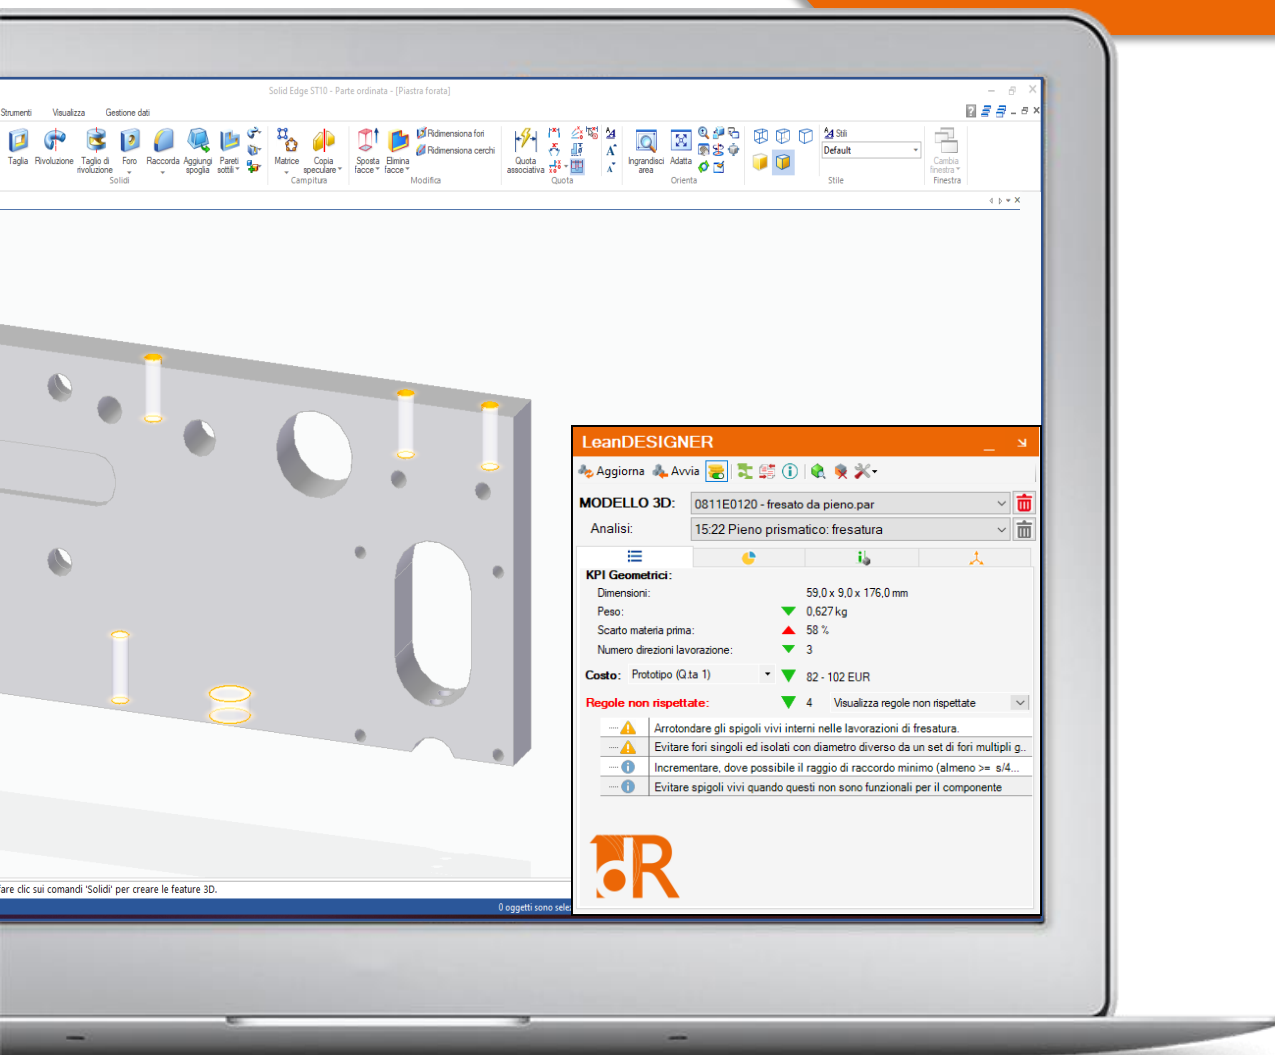 Solid Edge ST10 - Parte ordinata - [Piastra forata]
Strumenti Visualizza Gestione dati
Taglia Rivoluzione Taglio di rivoluzione Foro Raccorda Aggiungi spoglia Pareti sottili
Solidi
Matrice Copia speculare
Campitura
Sposta facce Elimina facce Ridimensiona fori
Ridimensiona cerchi
Modifica
Quota associativa
Quota
Ingrandisci area Adatta
Orienta
Stili
Default
Stile
Cambia finestra
Finestra
LeanDESIGNER
Aggiorna Avvia
MODELLO 3D: 0811E0120 - fresato da pieno.par
Analisi: 15:22 Pieno prismatico: fresatura
KPI Geometrici:
Dimensioni: 59,0 x 9,0 x 176,0 mm
Peso: 0,627 kg
Scarto materia prima: 58 %
Numero direzioni lavorazione: 3
Costo: Prototipo (Q.ta 1) 82 - 102 EUR
Regole non rispettate: 4 Visualizza regole non rispettate
Arrotondare gli spigoli vivi interni nelle lavorazioni di fresatura.
Evitare fori singoli ed isolati con diametro diverso da un set di fori multipli g..
Incrementare, dove possibile il raggio di raccordo minimo (almeno >= s/4...
Evitare spigoli vivi quando questi non sono funzionali per il componente
dR
fare clic sui comandi 'Solidi' per creare le feature 3D.
0 oggetti sono sele